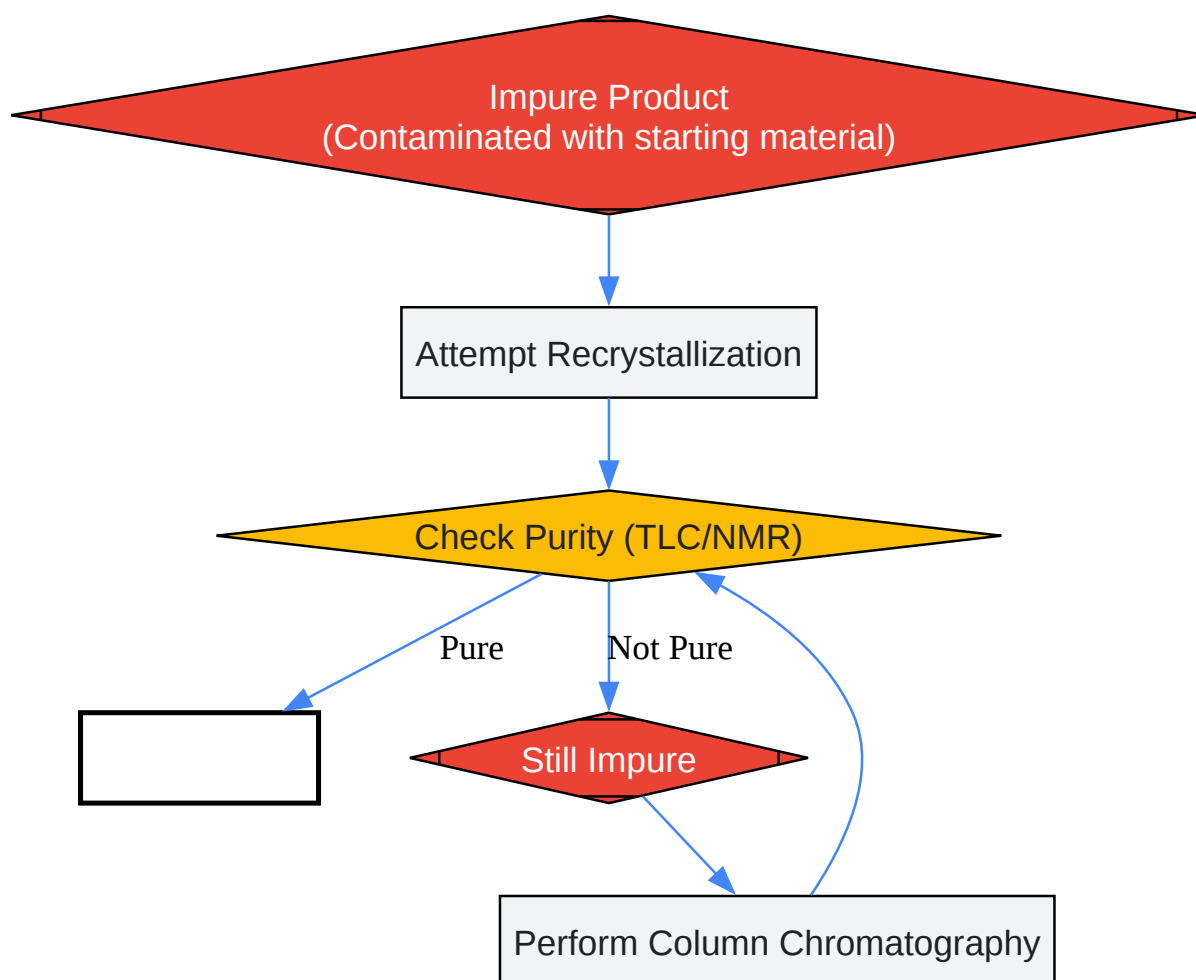 Impure Product
(Contaminated with starting material)
Attempt Recrystallization
Check Purity (TLC/NMR)
Pure
Not Pure
Still Impure
Perform Column Chromatography